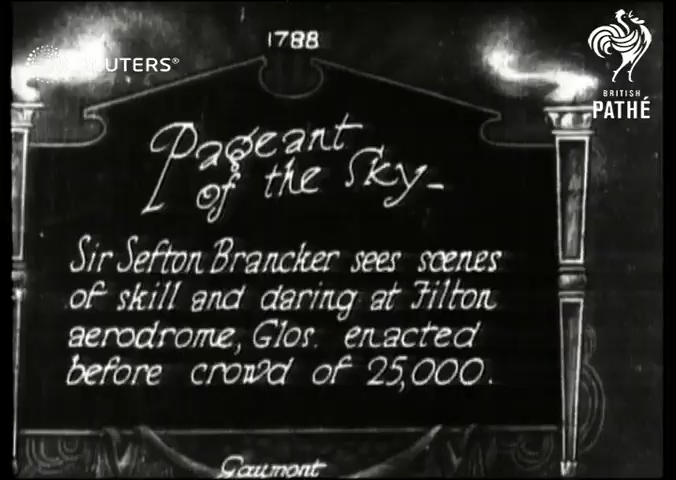 1788
REUTERS®
BRITISH
PATHÉ
Pageant
of the Sky_
Sir Sefton Brancker sees scenes
of skill and daring at Filton
aerodrome, Glos. enacted
before crowd of 25,000.
Gaumont